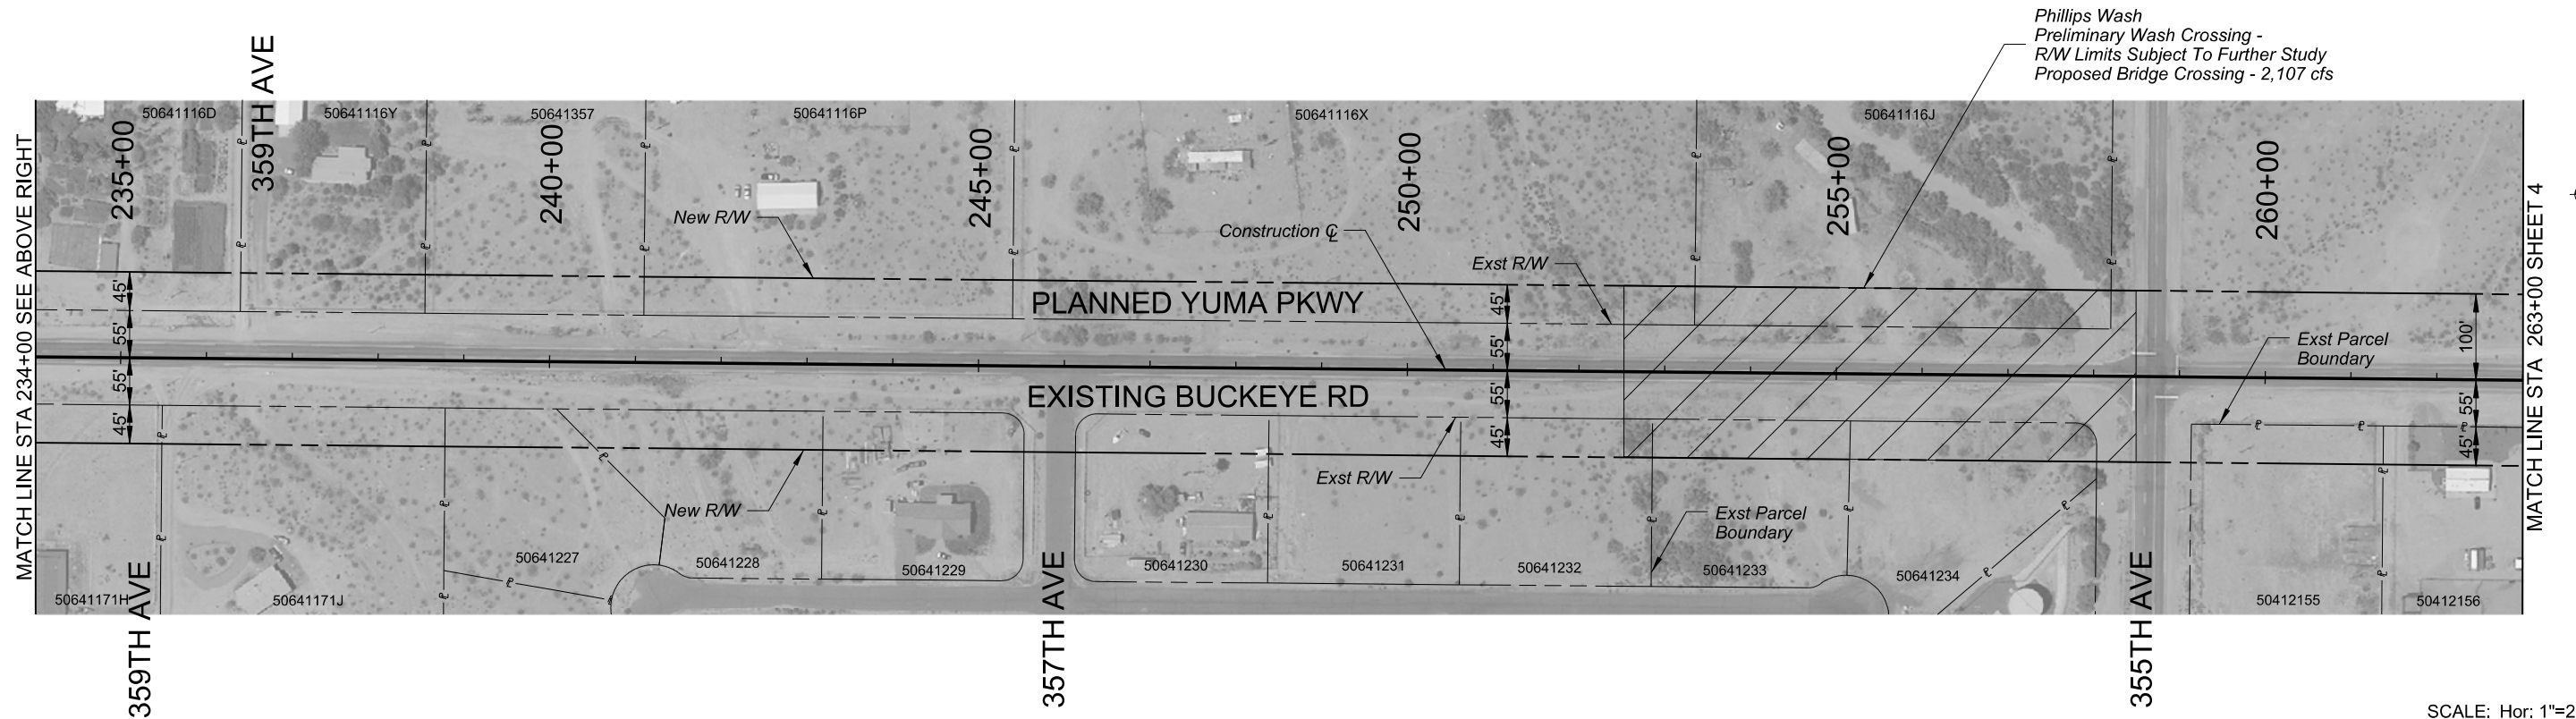 Phillips Wash
Preliminary Wash Crossing -
R/W Limits Subject To Further Study
Proposed Bridge Crossing - 2,107 cfs
359TH AVE
50641116D
50641116Y
50641357
50641116P
50641116X
50641116J
235+00
240+00
245+00
250+00
255+00
260+00
MATCH LINE STA 234+00 SEE ABOVE RIGHT
MATCH LINE STA 263+00 SHEET 4
New R/W
Construction ℄
Exst R/W
PLANNED YUMA PKWY
45'
55'
55'
45'
45'
55'
55'
45'
100'
55'
45'
Exst Parcel
Boundary
EXISTING BUCKEYE RD
Exst R/W
New R/W
Exst Parcel
Boundary
50641171H
50641171J
50641227
50641228
50641229
50641230
50641231
50641232
50641233
50641234
50412155
50412156
359TH AVE
357TH AVE
355TH AVE
SCALE: Hor: 1"=2